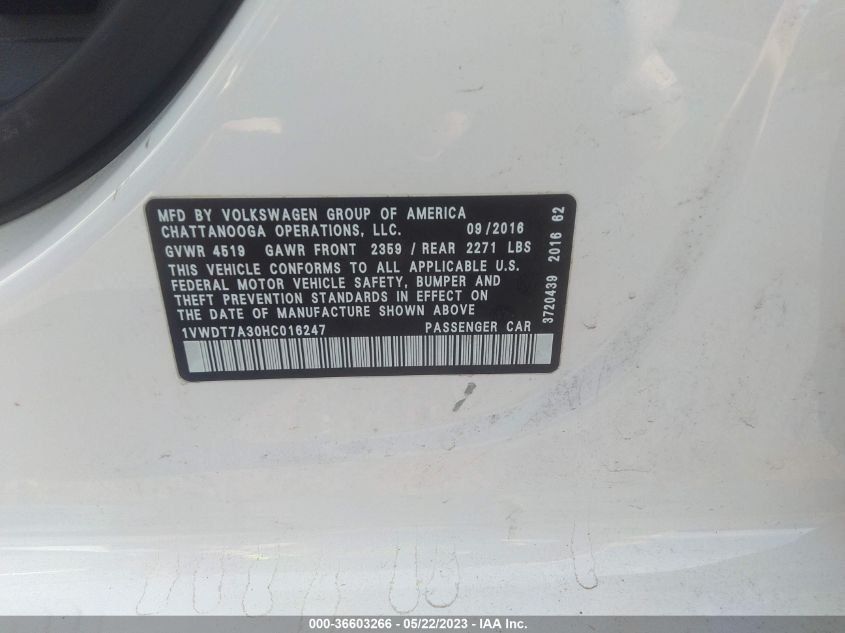 MFD BY VOLKSWAGEN GROUP OF AMERICA
CHATTANOOGA OPERATIONS, LLC. 09/2016
GVWR 4519 GAWR FRONT 2359 / REAR 2271 LBS
THIS VEHICLE CONFORMS TO ALL APPLICABLE U.S.
FEDERAL MOTOR VEHICLE SAFETY, BUMPER AND
THEFT PREVENTION STANDARDS IN EFFECT ON
THE DATE OF MANUFACTURE SHOWN ABOVE
1VWDT7A30HC016247 PASSENGER CAR
3720439 2016 62
000-36603266 - 05/22/2023 - IAA Inc.